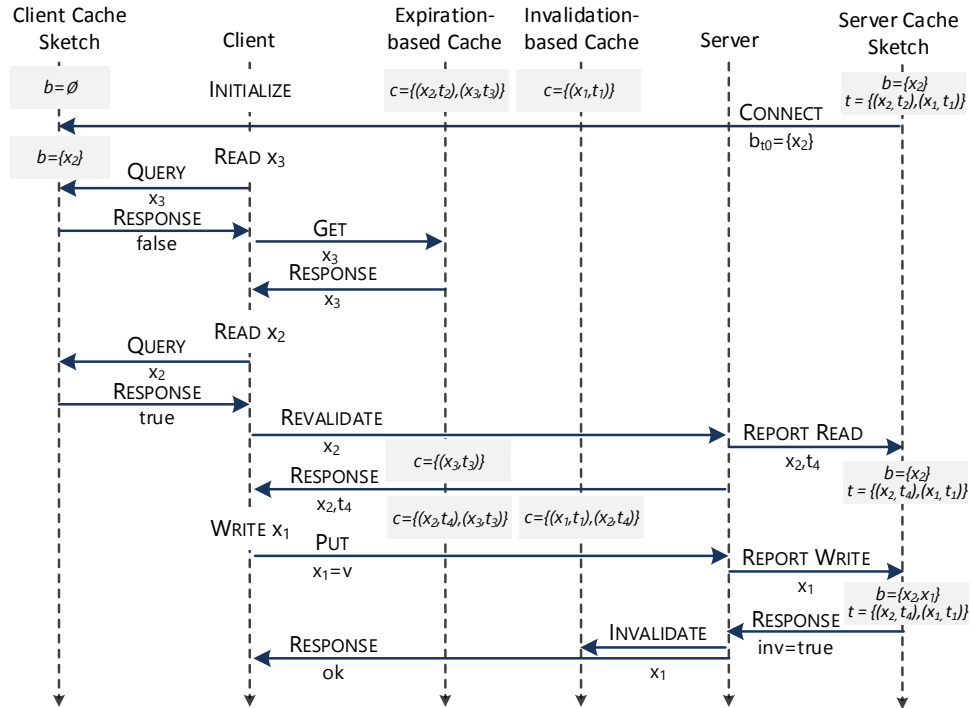 Client Cache Sketch
Client
Expiration-based Cache
Invalidation-based Cache
Server
Server Cache Sketch
b=∅
INITIALIZE
c={(x2,t2),(x3,t3)}
c={(x1,t1)}
b={x2}
t = {(x2, t2),(x1, t1)}
CONNECT
bt0={x2}
b={x2}
READ x3
QUERY
x3
RESPONSE
false
GET
x3
RESPONSE
x3
READ x2
QUERY
x2
RESPONSE
true
REVALIDATE
x2
REPORT READ
x2,t4
c={(x3,t3)}
b={x2}
t = {(x2, t4),(x1, t1)}
RESPONSE
x2,t4
c={(x2,t4),(x3,t3)}
c={(x1,t1),(x2,t4)}
WRITE x1
PUT
x1=v
REPORT WRITE
x1
b={x2,x1}
t = {(x2, t4),(x1, t1)}
RESPONSE
inv=true
INVALIDATE
x1
RESPONSE
ok